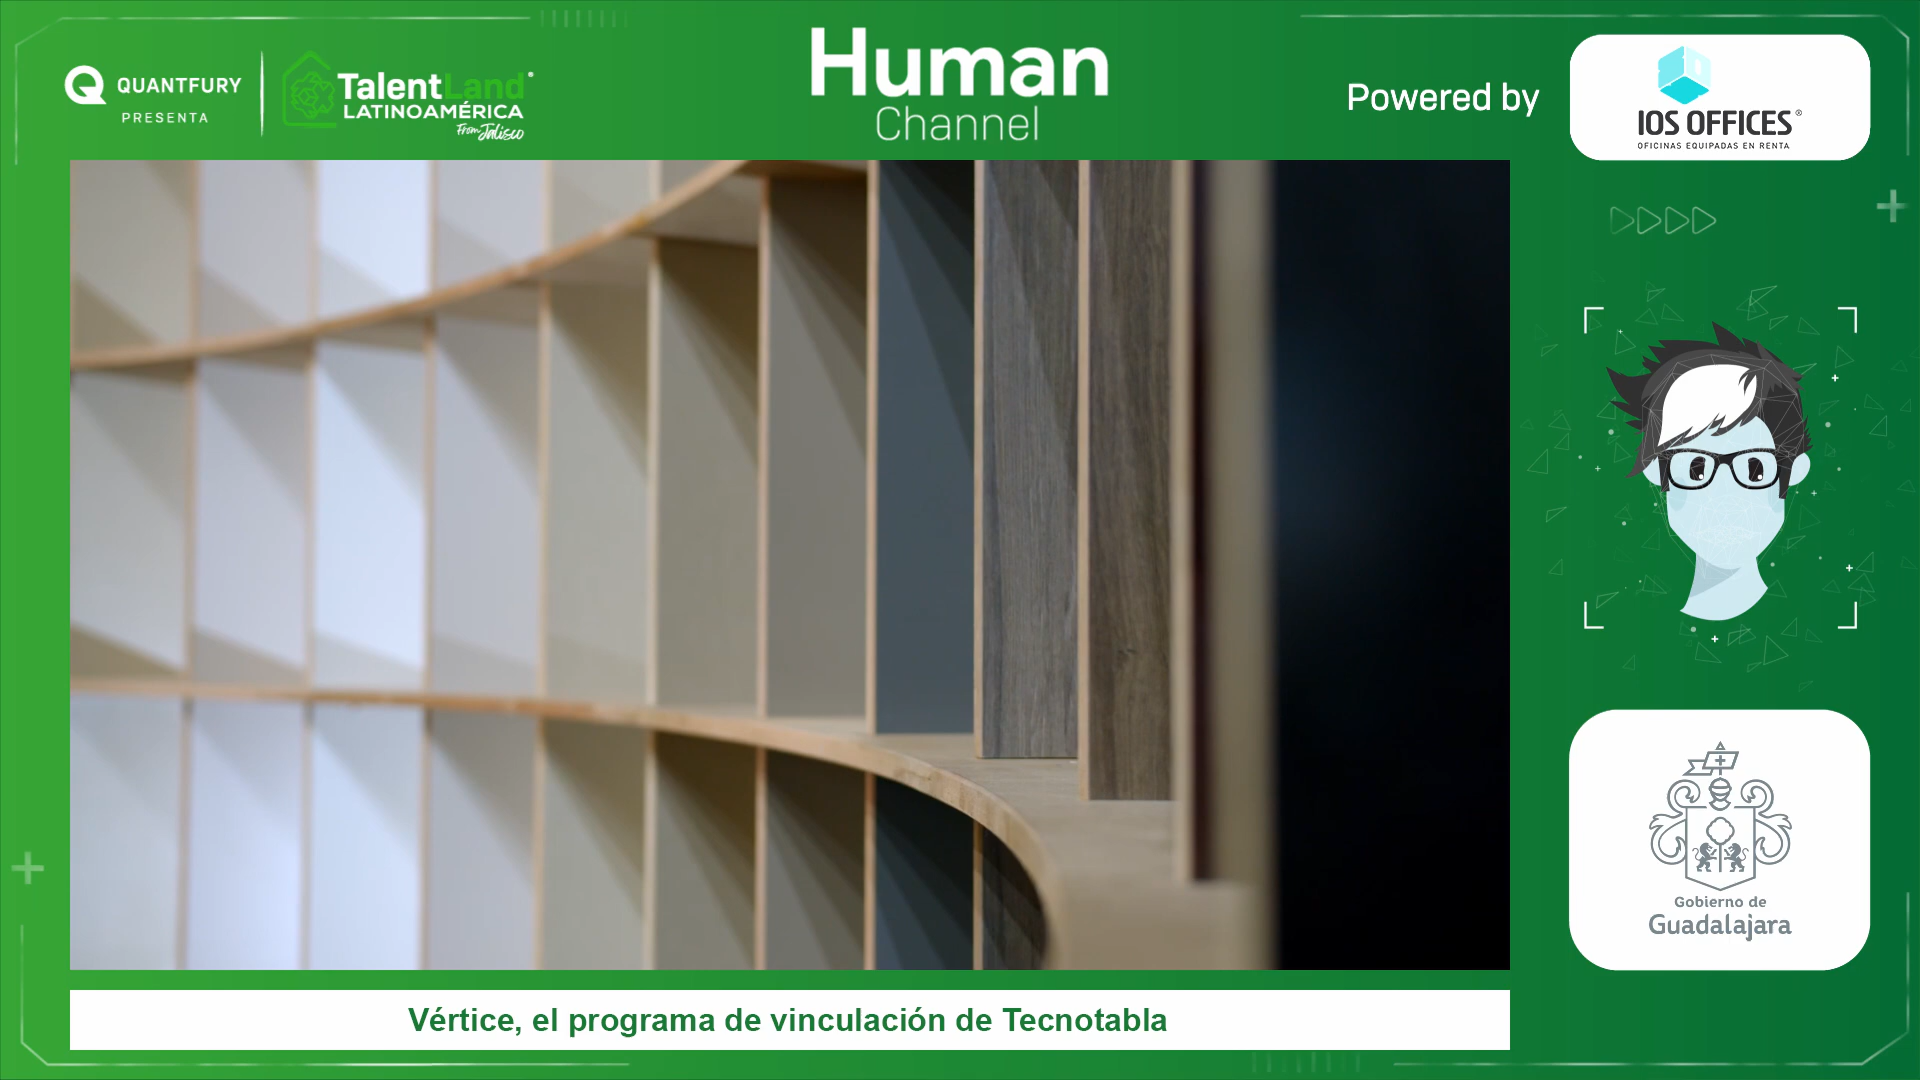 QUANTFURY
PRESENTA
TalentLand
LATINOAMÉRICA
From Jalisco
Human
Channel
Powered by
IOS OFFICES®
OFICINAS EQUIPADAS EN RENTA
Gobierno de
Guadalajara
Vértice, el programa de vinculación de Tecnotabla